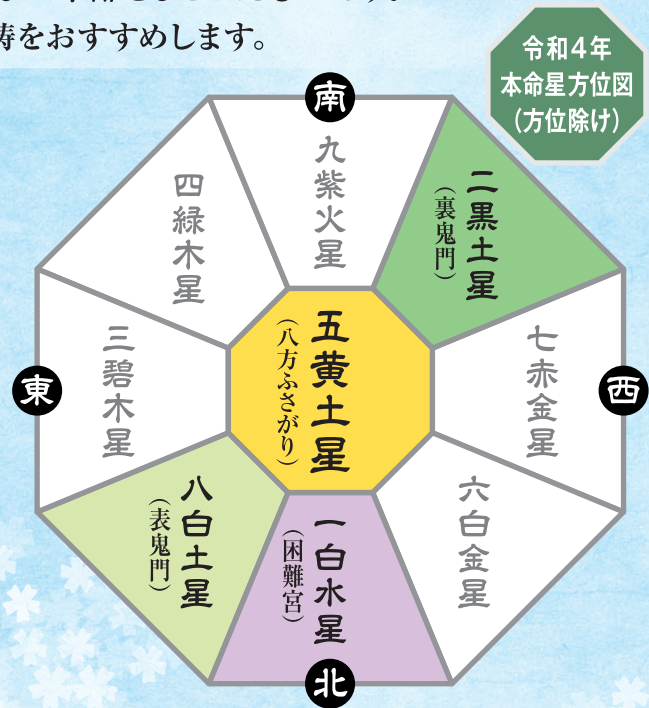 祷をおすすめします。
令和４年
本命星方位図
（方位除け）
南
九紫火星
二黒土星
（裏鬼門）
四緑木星
五黄土星
（八方ふさがり）
七赤金星
西
三碧木星
東
六白金星
八白土星
（表鬼門）
一白水星
（困難宮）
北